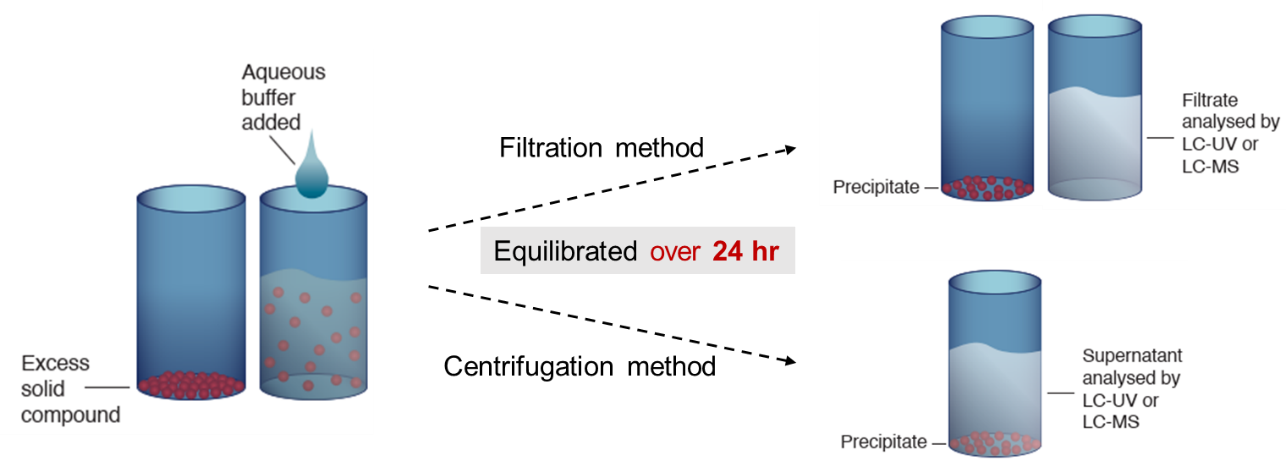 Aqueous
buffer
added
Excess
solid
compound
Filtration method
Equilibrated over 24 hr
Centrifugation method
Precipitate
Filtrate
analysed by
LC-UV or
LC-MS
Precipitate
Supernatant
analysed by
LC-UV or
LC-MS